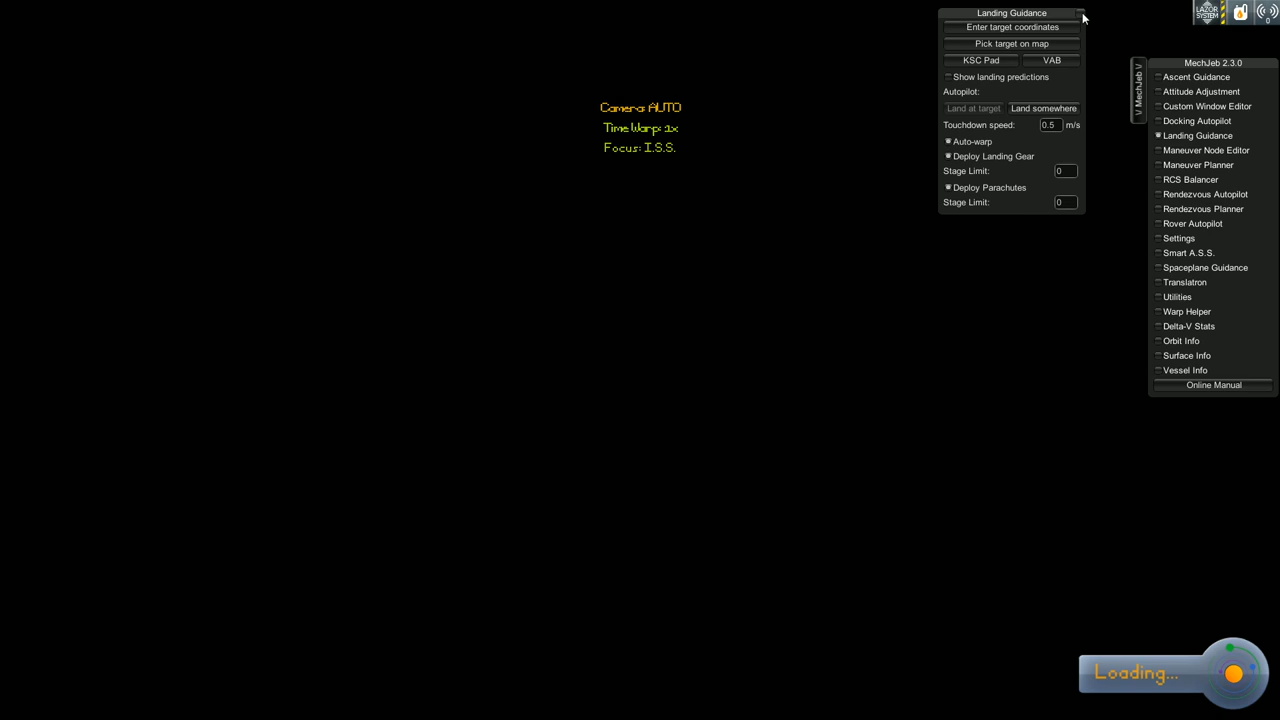 Landing Guidance
Enter target coordinates
Pick target on map
KSC Pad VAB
Show landing predictions
Autopilot:
Land at target Land somewhere
Touchdown speed: 0.5 m/s
Auto-warp
Deploy Landing Gear
Stage Limit: 0
Deploy Parachutes
Stage Limit: 0
Camera: AUTO
Time Warp: 1x
Focus: I.S.S.
LAZOR
SYSTEM
0
V MechJeb V
MechJeb 2.3.0
Ascent Guidance
Attitude Adjustment
Custom Window Editor
Docking Autopilot
Landing Guidance
Maneuver Node Editor
Maneuver Planner
RCS Balancer
Rendezvous Autopilot
Rendezvous Planner
Rover Autopilot
Settings
Smart A.S.S.
Spaceplane Guidance
Translatron
Utilities
Warp Helper
Delta-V Stats
Orbit Info
Surface Info
Vessel Info
Online Manual
Loading...